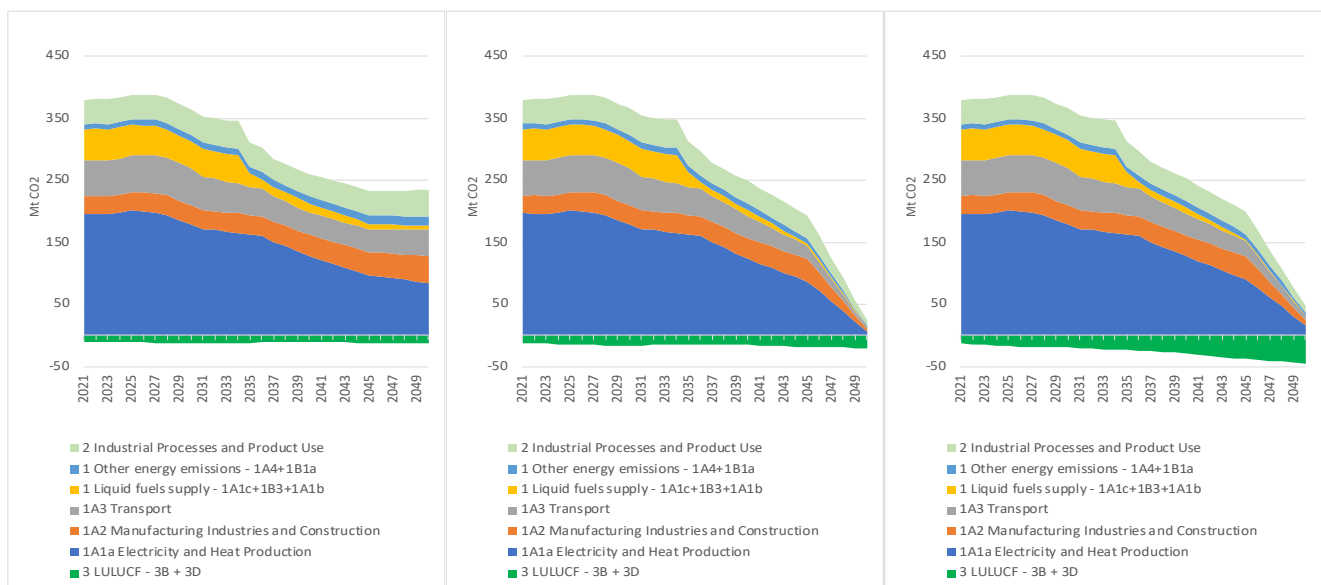 450
350
250
150
50
-50
Mt CO2
2021
2023
2025
2027
2029
2031
2033
2035
2037
2039
2041
2043
2045
2047
2049
2 Industrial Processes and Product Use
1 Other energy emissions - 1A4+1B1a
1 Liquid fuels supply - 1A1c+1B3+1A1b
1A3 Transport
1A2 Manufacturing Industries and Construction
1A1a Electricity and Heat Production
3 LULUCF - 3B + 3D
450
350
250
150
50
-50
Mt CO2
2021
2023
2025
2027
2029
2031
2033
2035
2037
2039
2041
2043
2045
2047
2049
2 Industrial Processes and Product Use
1 Other energy emissions - 1A4+1B1a
1 Liquid fuels supply - 1A1c+1B3+1A1b
1A3 Transport
1A2 Manufacturing Industries and Construction
1A1a Electricity and Heat Production
3 LULUCF - 3B + 3D
450
350
250
150
50
-50
Mt CO2
2021
2023
2025
2027
2029
2031
2033
2035
2037
2039
2041
2043
2045
2047
2049
2 Industrial Processes and Product Use
1 Other energy emissions - 1A4+1B1a
1 Liquid fuels supply - 1A1c+1B3+1A1b
1A3 Transport
1A2 Manufacturing Industries and Construction
1A1a Electricity and Heat Production
3 LULUCF - 3B + 3D